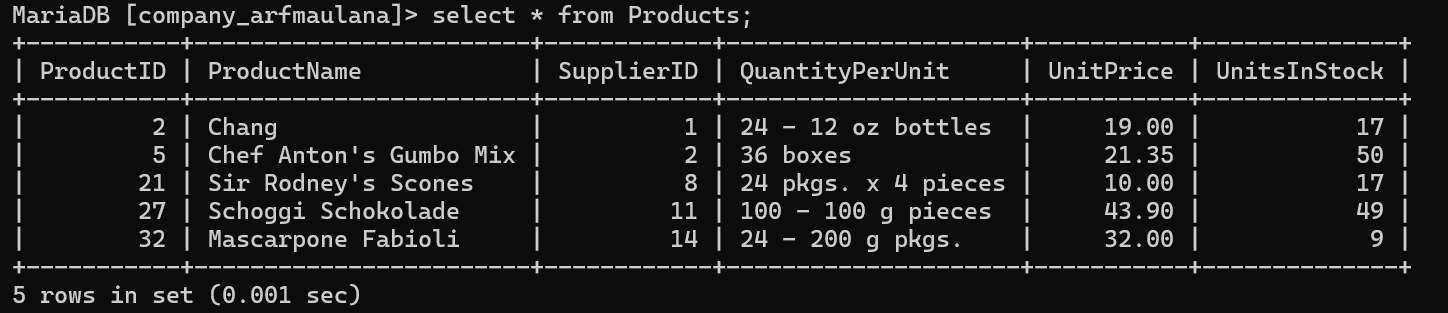 MariaDB [company_arfmaulana]> select * from Products;
+-----------+------------------------+------------+--------------------+-----------+--------------+
| ProductID | ProductName            | SupplierID | QuantityPerUnit     | UnitPrice | UnitsInStock |
+-----------+------------------------+------------+--------------------+-----------+--------------+
|         2 | Chang                  |          1 | 24 - 12 oz bottles  |     19.00 |           17 |
|         5 | Chef Anton's Gumbo Mix |          2 | 36 boxes            |     21.35 |           50 |
|        21 | Sir Rodney's Scones    |          8 | 24 pkgs. x 4 pieces |     10.00 |           17 |
|        27 | Schoggi Schokolade     |         11 | 100 - 100 g pieces  |     43.90 |           49 |
|        32 | Mascarpone Fabioli     |         14 | 24 - 200 g pkgs.    |     32.00 |            9 |
+-----------+------------------------+------------+--------------------+-----------+--------------+
5 rows in set (0.001 sec)